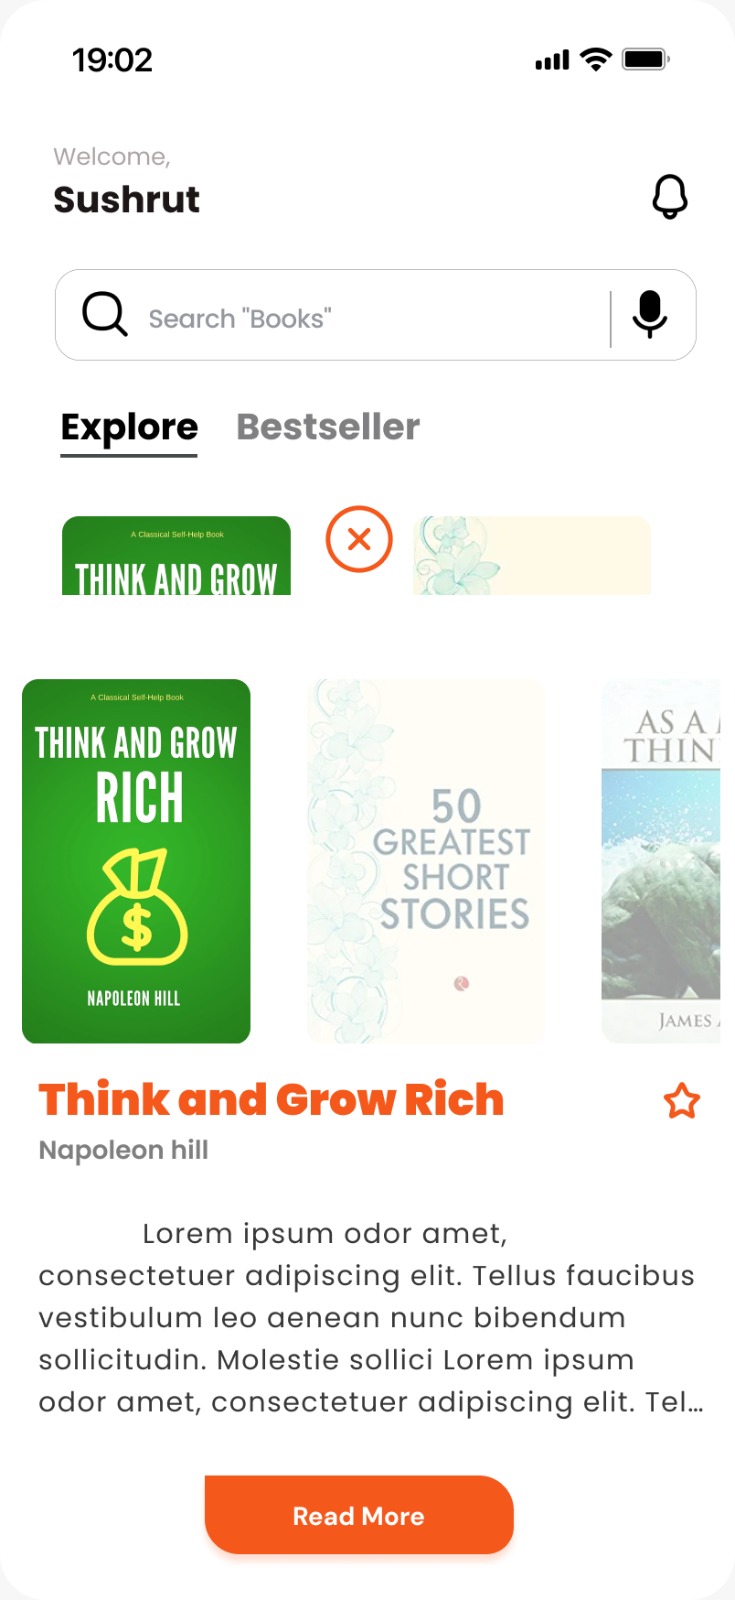 19:02
Welcome,
Sushrut
Search "Books"
Explore
Bestseller
A Classical Self-Help Book
THINK AND GROW
A Classical Self-Help Book
THINK AND GROW
RICH
$
NAPOLEON HILL
50
GREATEST
SHORT
STORIES
AS A
THIN
JAMES
Think and Grow Rich
Napoleon hill
Lorem ipsum odor amet,
consectetuer adipiscing elit. Tellus faucibus
vestibulum leo aenean nunc bibendum
sollicitudin. Molestie sollici Lorem ipsum
odor amet, consectetuer adipiscing elit. Tel...
Read More